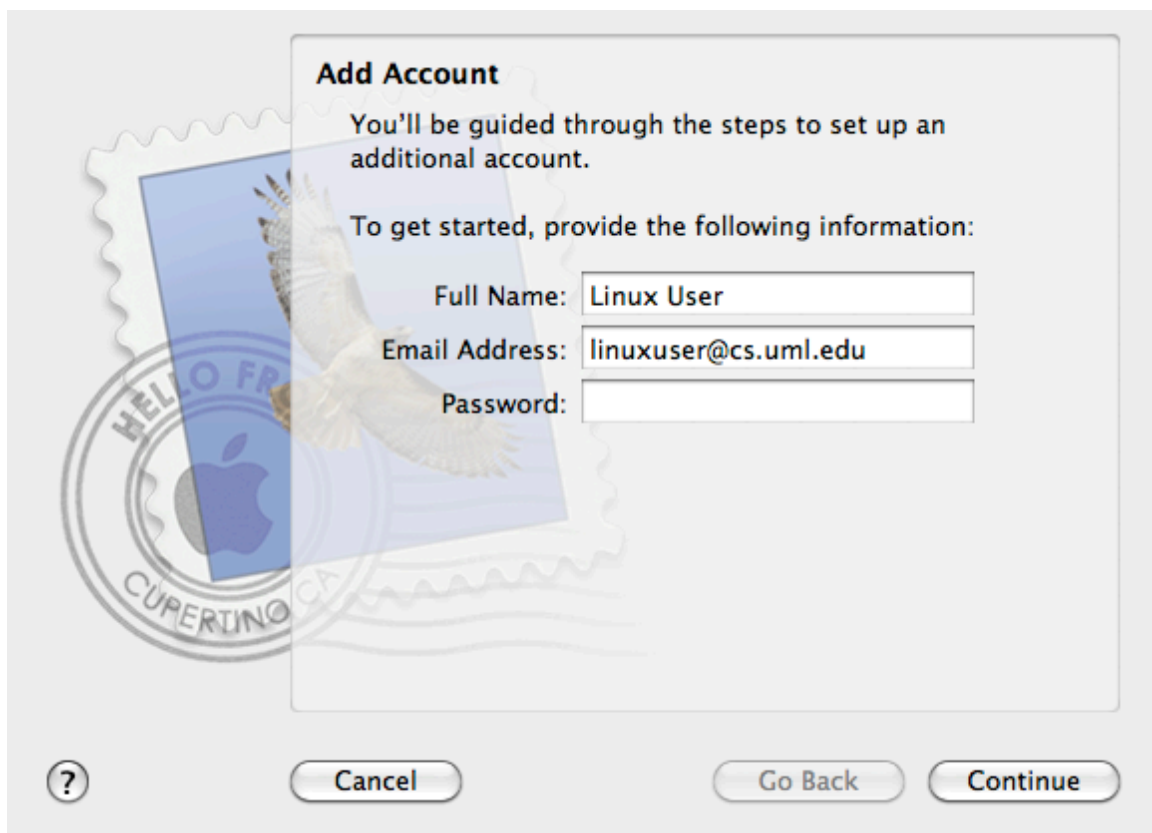 Add Account
You'll be guided through the steps to set up an
additional account.
To get started, provide the following information:
Full Name: Linux User
Email Address: linuxuser@cs.uml.edu
Password:
HELLO FR
CUPERTINO CA
?
Cancel
Go Back
Continue